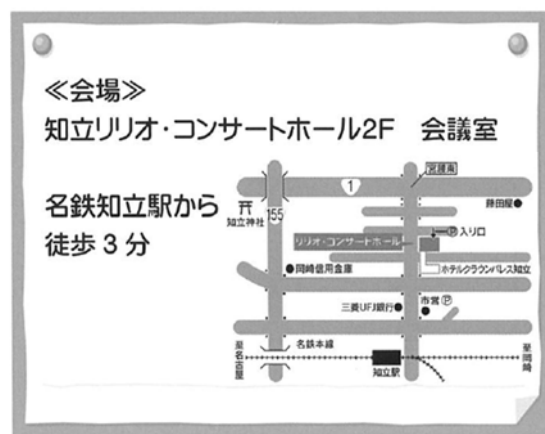 ≪会場≫
知立リリオ・コンサートホール2F　会議室
名鉄知立駅から
徒歩3分
1
155
知立神社
藤田屋
Ⓟ入り口
リリオ・コンサートホール
岡崎信用金庫
ホテルクラウンパレス知立
三菱UFJ銀行
市営Ⓟ
至名古屋
名鉄本線
知立駅
至岡崎